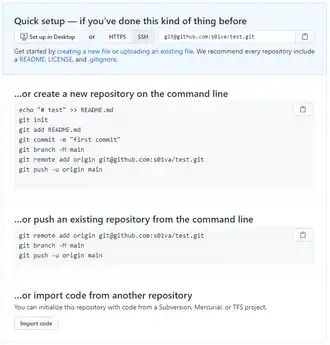 Quick setup — if you've done this kind of thing before
Set up in Desktop or HTTPS SSH git@github.com:s01va/test.git
Get started by creating a new file or uploading an existing file. We recommend every repository include
a README, LICENSE, and .gitignore.
...or create a new repository on the command line
echo "# test" >> README.md
git init
git add README.md
git commit -m "first commit"
git branch -M main
git remote add origin git@github.com:s01va/test.git
git push -u origin main
...or push an existing repository from the command line
git remote add origin git@github.com:s01va/test.git
git branch -M main
git push -u origin main
...or import code from another repository
You can initialize this repository with code from a Subversion, Mercurial, or TFS project.
Import code